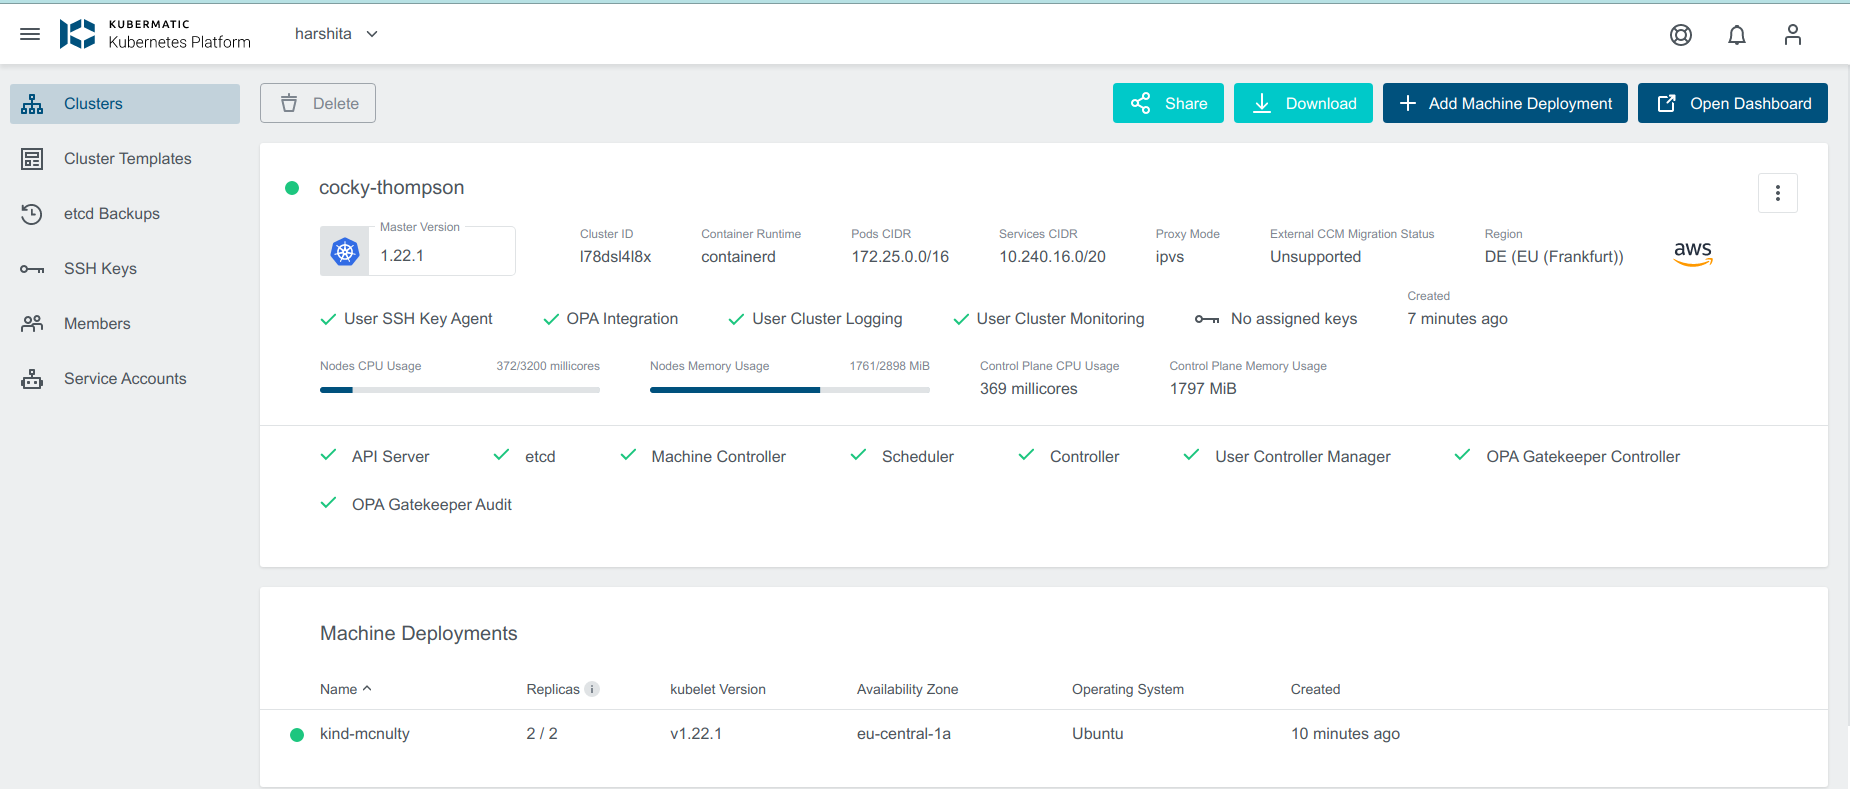 KUBERMATIC
Kubernetes Platform
harshita
Clusters
Cluster Templates
etcd Backups
SSH Keys
Members
Service Accounts
Delete
Share
Download
Add Machine Deployment
Open Dashboard
cocky-thompson
Master Version
1.22.1
Cluster ID
l78dsl4l8x
Container Runtime
containerd
Pods CIDR
172.25.0.0/16
Services CIDR
10.240.16.0/20
Proxy Mode
ipvs
External CCM Migration Status
Unsupported
Region
DE (EU (Frankfurt))
aws
User SSH Key Agent
OPA Integration
User Cluster Logging
User Cluster Monitoring
No assigned keys
Created
7 minutes ago
Nodes CPU Usage 372/3200 millicores
Nodes Memory Usage 1761/2898 MiB
Control Plane CPU Usage
369 millicores
Control Plane Memory Usage
1797 MiB
API Server
etcd
Machine Controller
Scheduler
Controller
User Controller Manager
OPA Gatekeeper Controller
OPA Gatekeeper Audit
Machine Deployments
Name Replicas kubelet Version Availability Zone Operating System Created
kind-mcnulty 2 / 2 v1.22.1 eu-central-1a Ubuntu 10 minutes ago